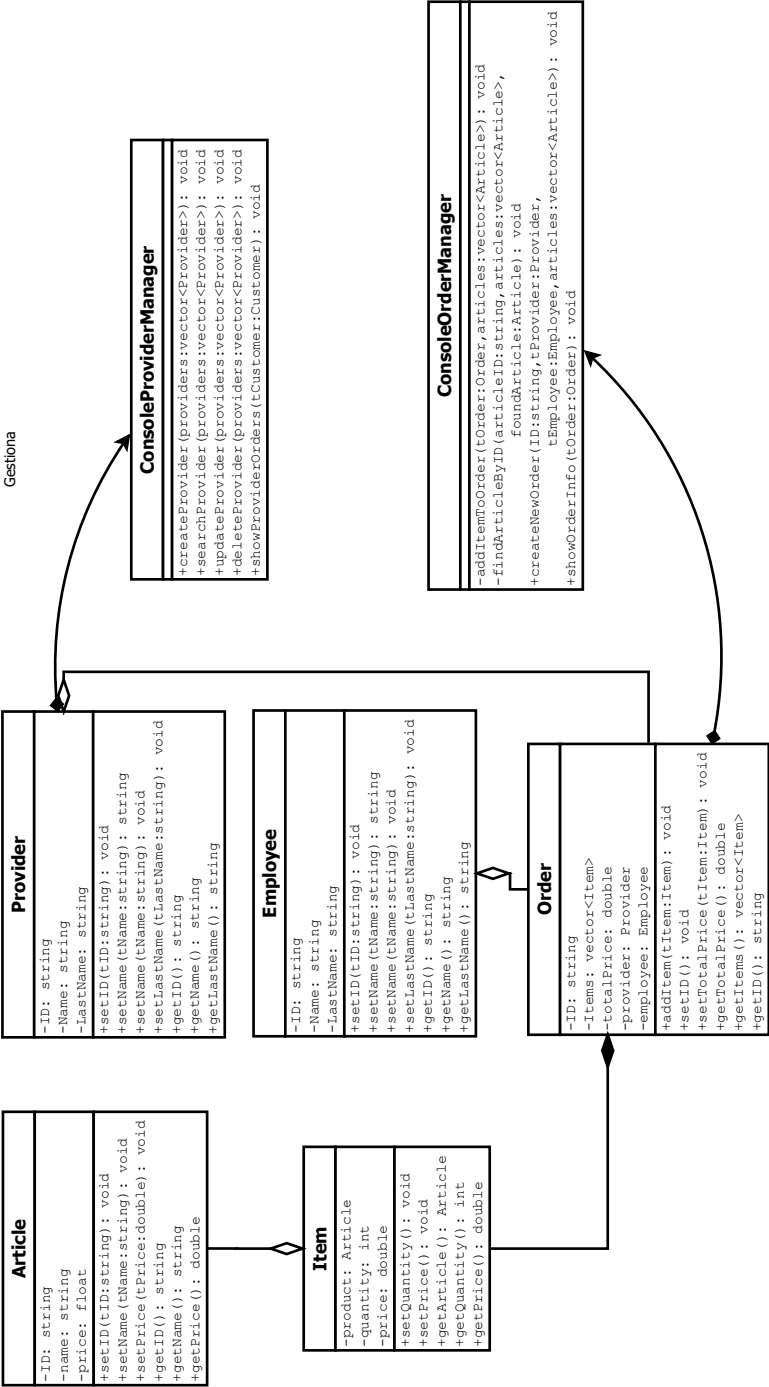 Gestiona
Article
-ID: string
-name: string
-price: float
+setID(tID:string): void
+setName(tName:string): void
+setPrice(tPrice:double): void
+getID(): string
+getName(): string
+getPrice(): double
Provider
-ID: string
-Name: string
-LastName: string
+setID(tID:string): void
+setName(tName:string): string
+setName(tName:string): void
+setLastName(tLastName:string): void
+getID(): string
+getName(): string
+getLastName(): string
ConsoleProviderManager
+createProvider(providers:vector<Provider>): void
+searchProvider(providers:vector<Provider>): void
+updateProvider(providers:vector<Provider>): void
+deleteProvider(providers:vector<Provider>): void
+showProviderOrders(tCustomer:Customer): void
Employee
-ID: string
-Name: string
-LastName: string
+setID(tID:string): void
+setName(tName:string): string
+setName(tName:string): void
+setLastName(tLastName:string): void
+getID(): string
+getName(): string
+getLastName(): string
Item
-product: Article
-quantity: int
-price: double
+setQuantity(): void
+setPrice(): void
+getArticle(): Article
+getQuantity(): int
+getPrice(): double
Order
-ID: string
-Items: vector<Item>
-totalPrice: double
-provider: Provider
-employee: Employee
+addItem(tItem:Item): void
+setID(): void
+setTotalPrice(tItem:Item): void
+getTotalPrice(): double
+getItems(): vector<Item>
+getID(): string
ConsoleOrderManager
-addItemToOrder(tOrder:Order,articles:vector<Article>): void
-findArticleByID(articleID:string,articles:vector<Article>,
foundArticle:Article): void
+createNewOrder(ID:string,tProvider:Provider,
tEmployee:Employee,articles:vector<Article>): void
+showOrderInfo(tOrder:Order): void